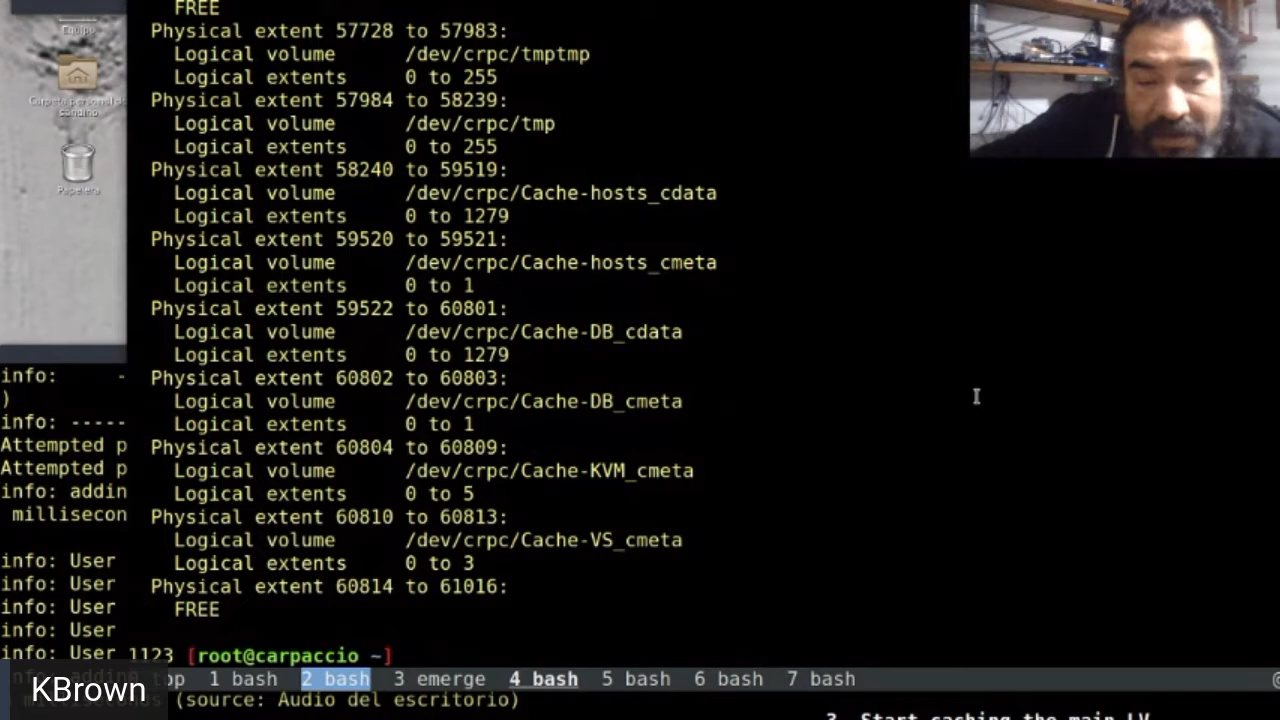 Equipo
Carpeta personal de
sandino
Papelera
FREE
Physical extent 57728 to 57983:
Logical volume /dev/crpc/tmptmp
Logical extents 0 to 255
Physical extent 57984 to 58239:
Logical volume /dev/crpc/tmp
Logical extents 0 to 255
Physical extent 58240 to 59519:
Logical volume /dev/crpc/Cache-hosts_cdata
Logical extents 0 to 1279
Physical extent 59520 to 59521:
Logical volume /dev/crpc/Cache-hosts_cmeta
Logical extents 0 to 1
Physical extent 59522 to 60801:
Logical volume /dev/crpc/Cache-DB_cdata
Logical extents 0 to 1279
Physical extent 60802 to 60803:
Logical volume /dev/crpc/Cache-DB_cmeta
Logical extents 0 to 1
Physical extent 60804 to 60809:
Logical volume /dev/crpc/Cache-KVM_cmeta
Logical extents 0 to 5
Physical extent 60810 to 60813:
Logical volume /dev/crpc/Cache-VS_cmeta
Logical extents 0 to 3
Physical extent 60814 to 61016:
FREE
info: -
)
info: -----
Attempted p
Attempted p
info: addin
millisecon
info: User
info: User
info: User
info: User
info: User 1123 [root@carpaccio ~]
op 1 bash 2 bash 3 emerge 4 bash 5 bash 6 bash 7 bash
KBrown
(source: Audio del escritorio)
3. Start caching the main LV